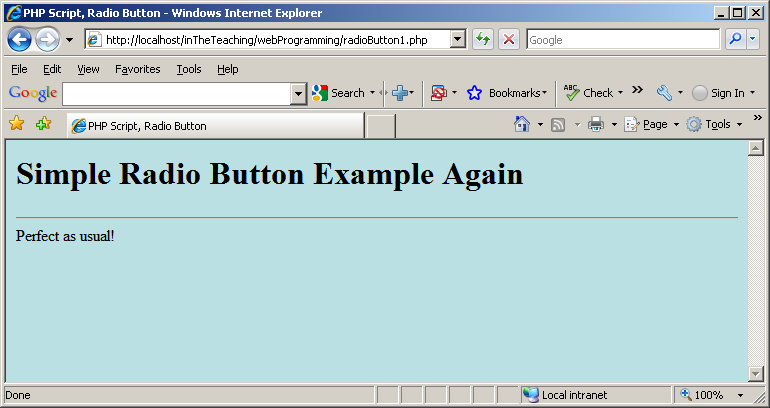 PHP Script, Radio Button - Windows Internet Explorer
http://localhost/inTheTeaching/webProgramming/radioButton1.php
Google
File Edit View Favorites Tools Help
Google Search Bookmarks ABC Check » Sign In
PHP Script, Radio Button Page Tools »
Simple Radio Button Example Again
Perfect as usual!
Done Local intranet 100%